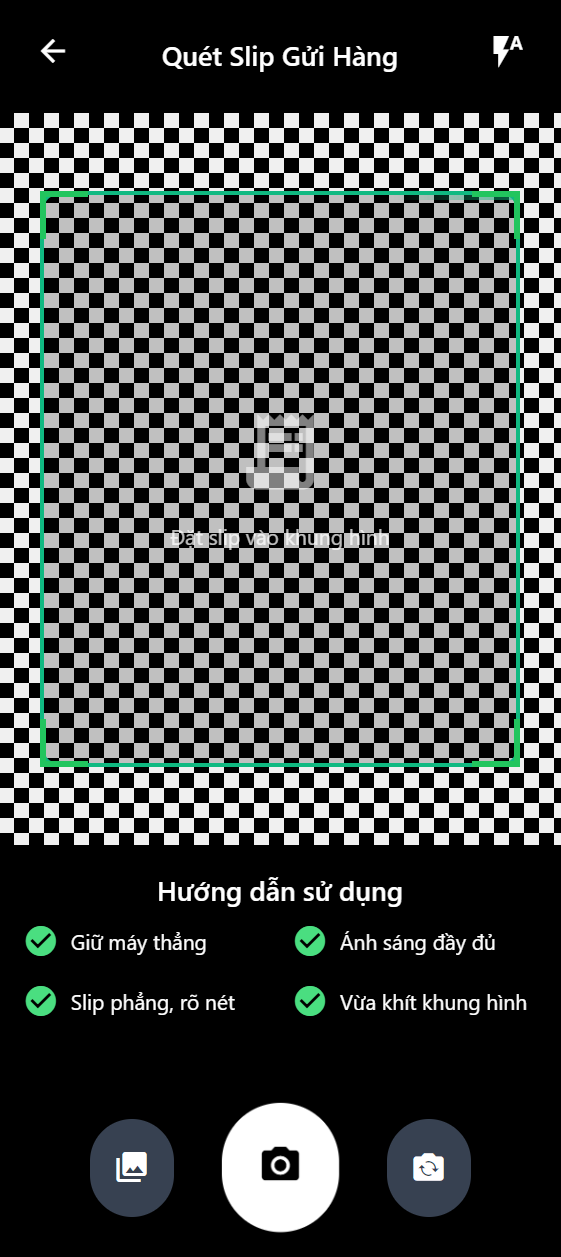 Quét Slip Gửi Hàng
A
Đặt slip vào khung hình
Hướng dẫn sử dụng
Giữ máy thẳng
Ánh sáng đầy đủ
Slip phẳng, rõ nét
Vừa khít khung hình